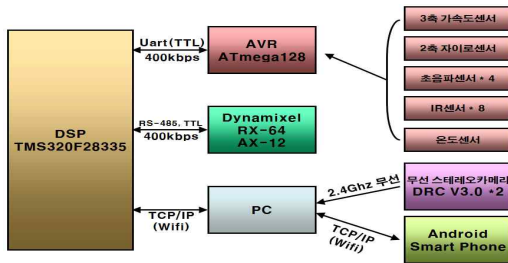 DSP
TMS320F28335
Uart(TTL)
400kbps
AVR
ATmega128
RS-485, TTL
400kbps
Dynamixel
RX-64
AX-12
TCP/IP
(Wifi)
PC
3축 가속도센서
2축 자이로센서
초음파센서 * 4
IR센서 * 8
온도센서
2.4Ghz 무선
무선 스테레오카메라
DRC V3.0 *2
TCP/IP
(Wifi)
Android
Smart Phone